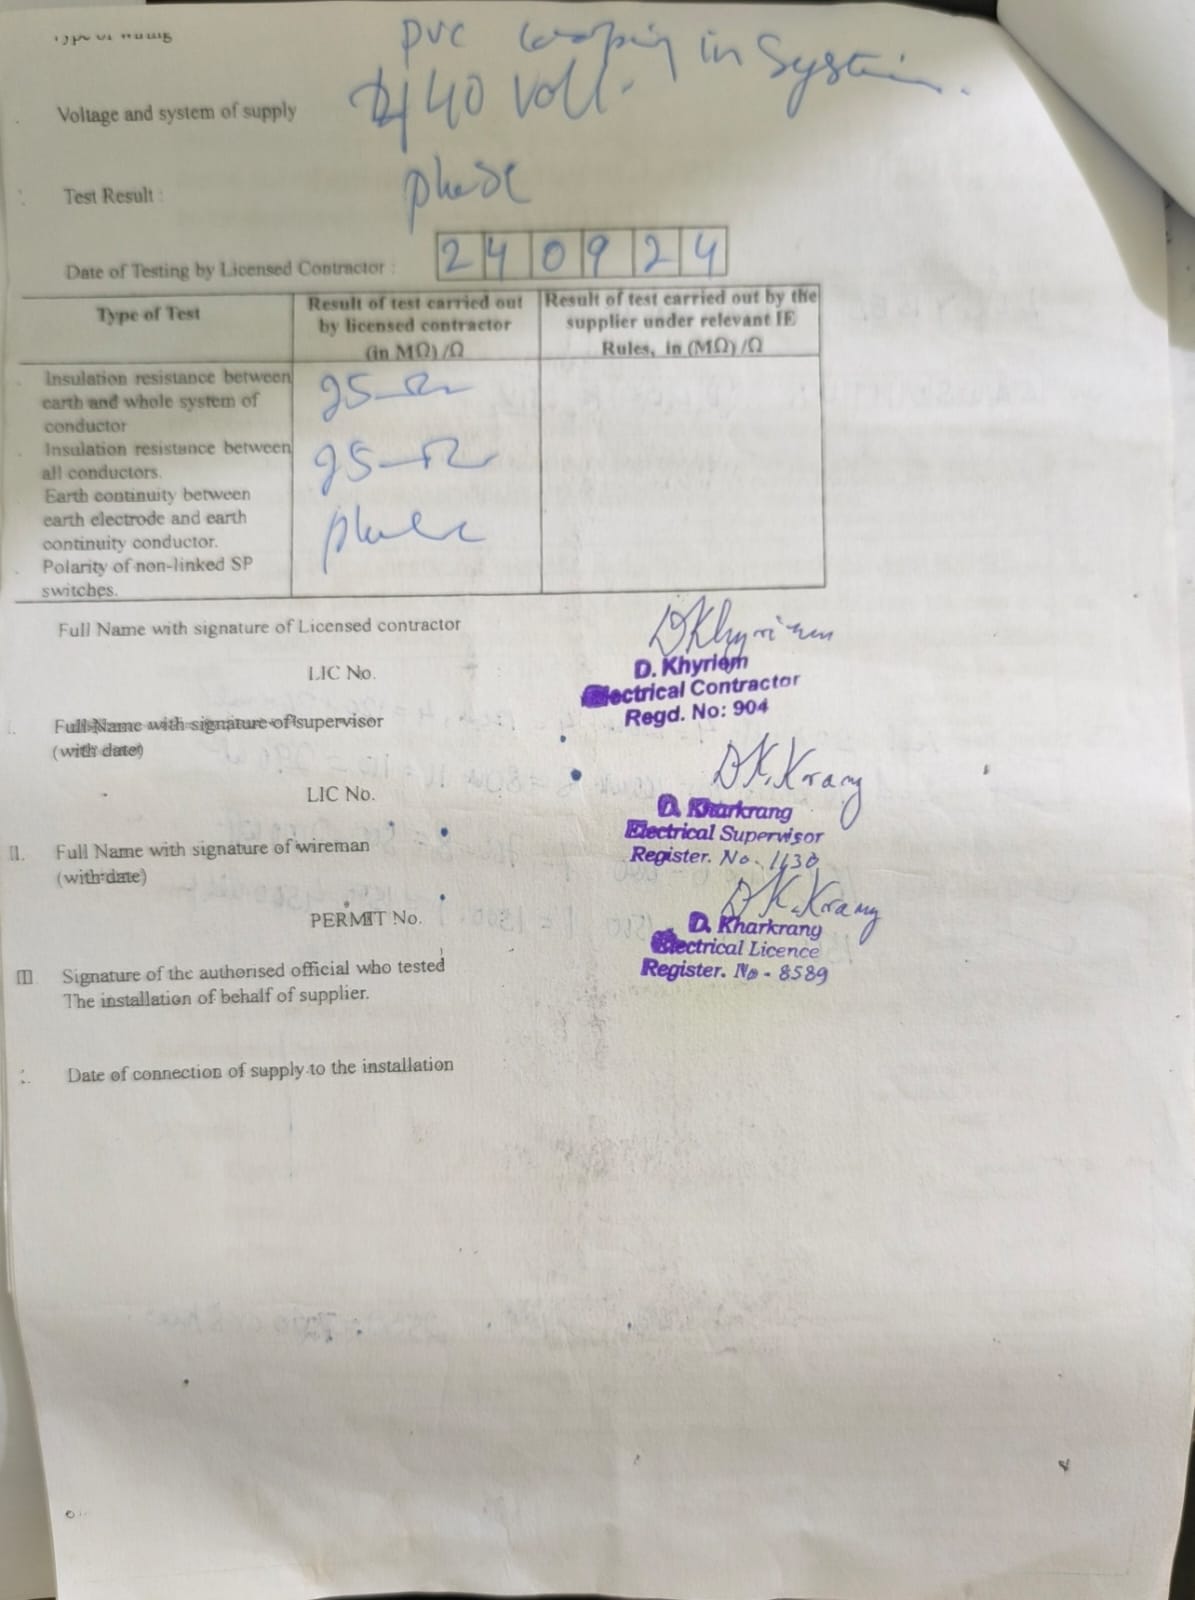 Type of wiring pvc looping in System.
Voltage and system of supply 440 Volt.
Test Result : phase
Date of Testing by Licensed Contractor : 2 4 0 9 2 4
Type of Test
Result of test carried out by licensed contractor (in MΩ) /Ω
Result of test carried out by the supplier under relevant IE Rules, in (MΩ) /Ω
Insulation resistance between
earth and whole system of
conductor
Insulation resistance between
all conductors.
Earth continuity between
earth electrode and earth
continuity conductor.
Polarity of non-linked SP
switches.
Full Name with signature of Licensed contractor
D. Khyriem
Electrical Contractor
Regd. No: 904
LIC No.
Full Name with signature of supervisor
(with date)
D. Kharkrang
Electrical Supervisor
Register. No. 1130
LIC No.
II. Full Name with signature of wireman
(with date)
D. Kharkrang
Electrical Licence
Register. No - 8589
PERMIT No.
III Signature of the authorised official who tested
The installation of behalf of supplier.
Date of connection of supply to the installation